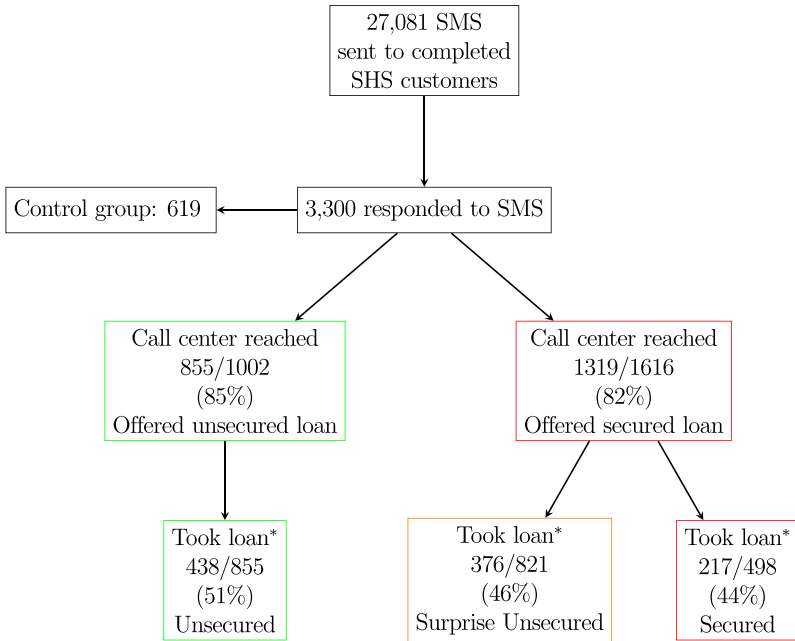 27,081 SMS
sent to completed
SHS customers
Control group: 619
3,300 responded to SMS
Call center reached
855/1002
(85%)
Offered unsecured loan
Call center reached
1319/1616
(82%)
Offered secured loan
Took loan*
438/855
(51%)
Unsecured
Took loan*
376/821
(46%)
Surprise Unsecured
Took loan*
217/498
(44%)
Secured